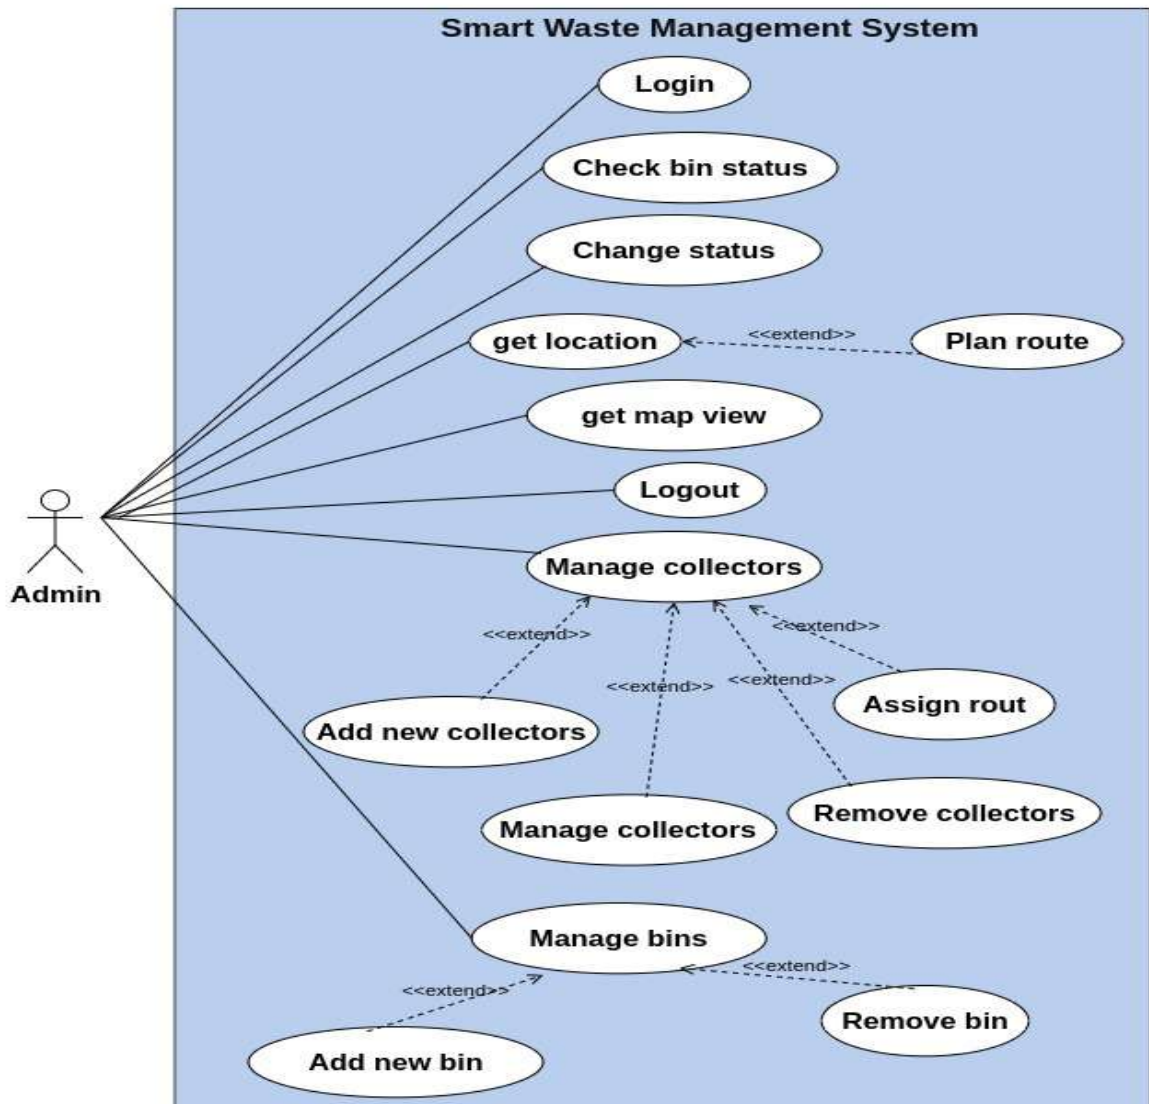 Smart Waste Management System
Login
Check bin status
Change status
get location
<<extend>>
Plan route
get map view
Logout
Admin
Manage collectors
<<extend>>
<<extend>>
<<extend>>
<<extend>>
Add new collectors
Assign rout
Manage collectors
Remove collectors
Manage bins
<<extend>>
<<extend>>
Add new bin
Remove bin